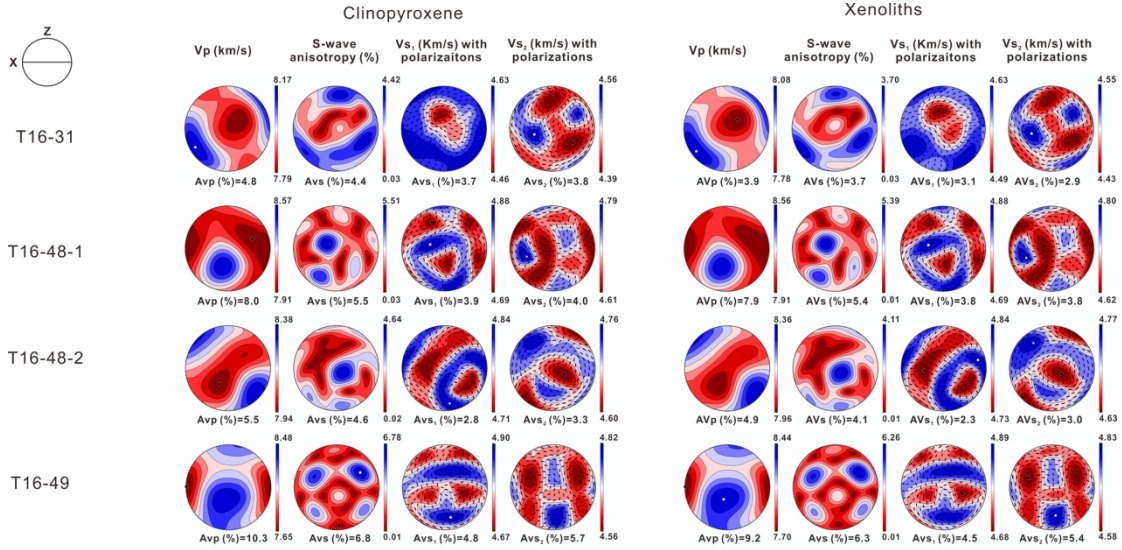 Clinopyroxene Xenoliths
Z
X
Vp (km/s) S-wave anisotropy (%) Vs₁ (Km/s) with polarizaitons Vs₂ (km/s) with polarizations Vp (km/s) S-wave anisotropy (%) Vs₁ (km/s) with polarizations Vs₂ (km/s) with polarizations
8.17 4.42 4.63 4.56 8.08 3.70 4.63 4.55
T16-31
7.79 0.03 4.46 4.39 7.78 0.03 4.49 4.43
Avp (%)=4.8 Avs (%)=4.4 Avs₁ (%)=3.7 Avs₂ (%)=3.8 AVp (%)=3.9 AVs (%)=3.7 AVs₁ (%)=3.1 AVs₂ (%)=2.9
8.57 5.51 4.88 4.79 8.56 5.39 4.88 4.80
T16-48-1
7.91 0.03 4.69 4.61 7.91 0.01 4.69 4.62
Avp (%)=8.0 Avs (%)=5.5 Avs₁ (%)=3.9 Avs₂ (%)=4.0 AVp (%)=7.9 AVs (%)=5.4 AVs₁ (%)=3.8 AVs₂ (%)=3.8
8.38 4.64 4.84 4.76 8.36 4.11 4.84 4.77
T16-48-2
7.94 0.02 4.71 4.60 7.96 0.01 4.73 4.63
Avp (%)=5.5 Avs (%)=4.6 Avs₁ (%)=2.8 Avs₂ (%)=3.3 AVp (%)=4.9 AVs (%)=4.1 AVs₁ (%)=2.3 AVs₂ (%)=3.0
8.48 6.78 4.90 4.82 8.44 6.26 4.89 4.83
T16-49
7.65 0.01 4.67 4.56 7.70 0.01 4.68 4.58
Avp (%)=10.3 Avs (%)=6.8 Avs₁ (%)=4.8 Avs₂ (%)=5.7 AVp (%)=9.2 AVs (%)=6.3 AVs₁ (%)=4.5 AVs₂ (%)=5.4